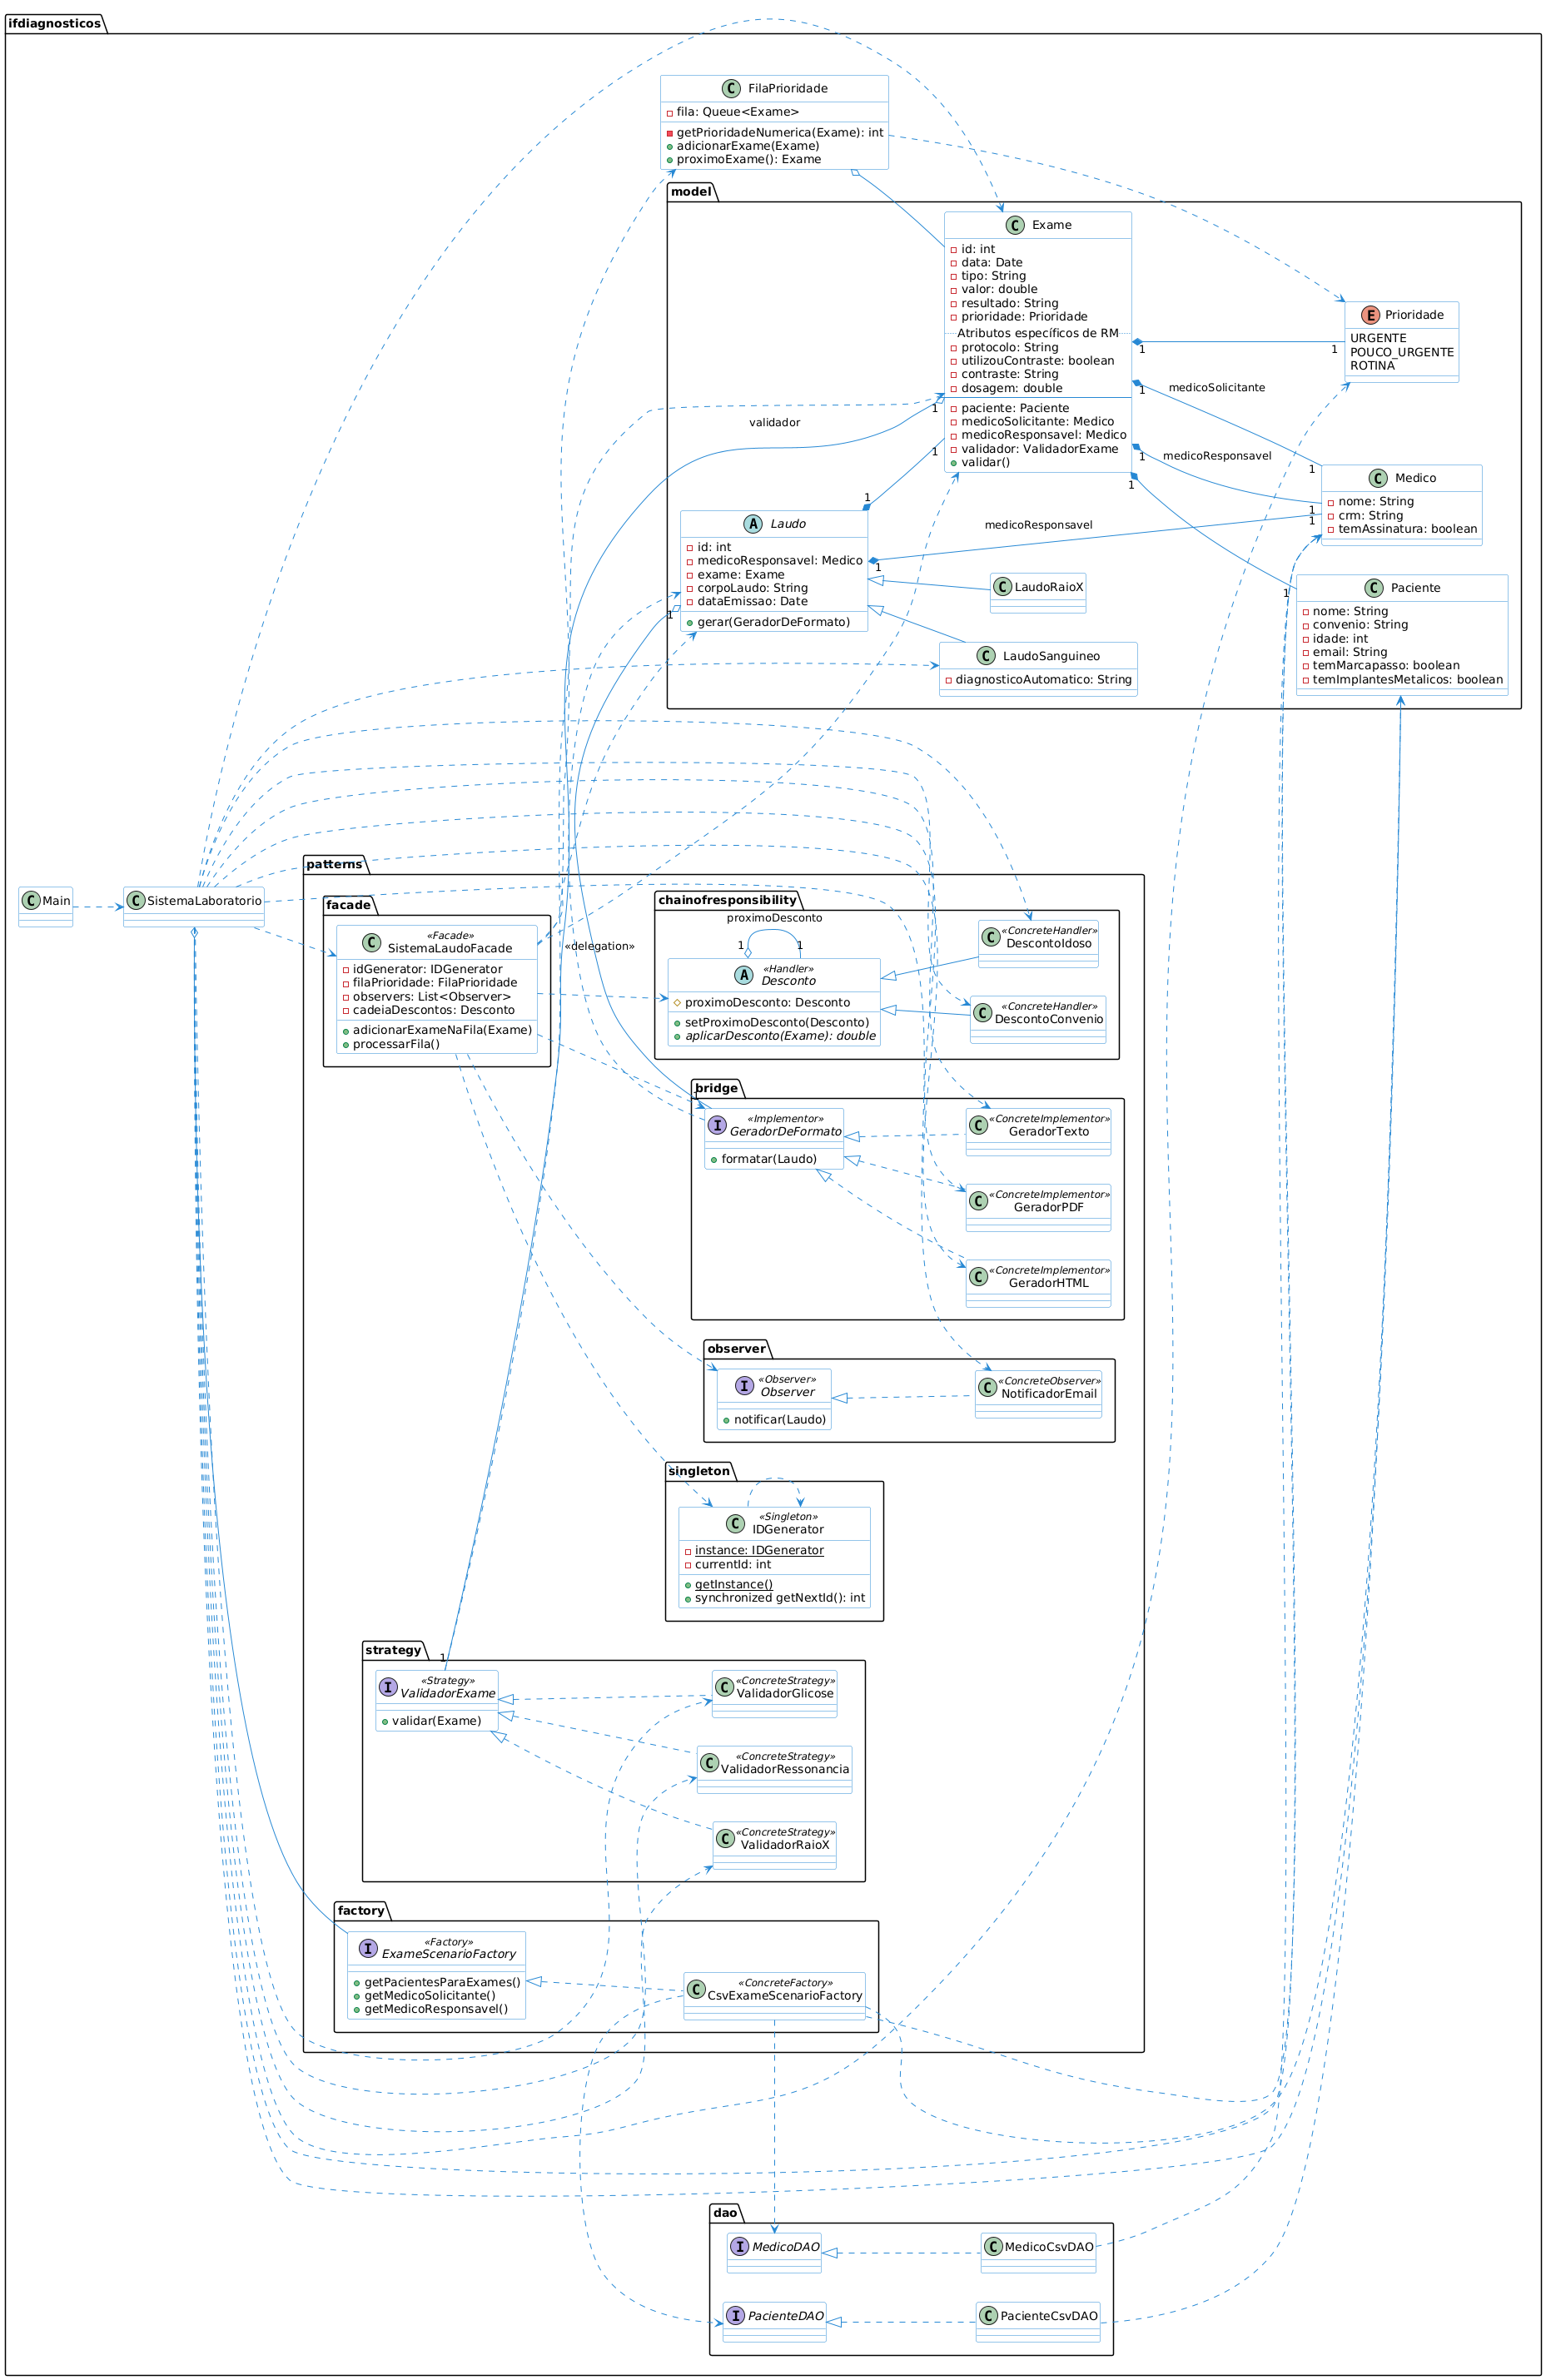 ifdiagnosticos
C FilaPrioridade
fila: Queue<Exame>
getPrioridadeNumerica(Exame): int
adicionarExame(Exame)
proximoExame(): Exame
model
C Exame
id: int
data: Date
tipo: String
valor: double
resultado: String
prioridade: Prioridade
Atributos específicos de RM
protocolo: String
utilizouContraste: boolean
contraste: String
dosagem: double
paciente: Paciente
medicoSolicitante: Medico
medicoResponsavel: Medico
validador: ValidadorExame
validar()
E Prioridade
URGENTE
POUCO_URGENTE
ROTINA
1
1
1
medicoSolicitante
1
1
medicoResponsavel
1
1
1
validador
1
1
1
C Medico
nome: String
crm: String
temAssinatura: boolean
A Laudo
id: int
medicoResponsavel: Medico
exame: Exame
corpoLaudo: String
dataEmissao: Date
gerar(GeradorDeFormato)
medicoResponsavel
1
1
1
C LaudoRaioX
C Paciente
nome: String
convenio: String
idade: int
email: String
temMarcapasso: boolean
temImplantesMetalicos: boolean
C LaudoSanguineo
diagnosticoAutomatico: String
patterns
C Main
C SistemaLaboratorio
facade
«Facade»
C SistemaLaudoFacade
idGenerator: IDGenerator
filaPrioridade: FilaPrioridade
observers: List<Observer>
cadeiaDescontos: Desconto
adicionarExameNaFila(Exame)
processarFila()
«delegation»
chainofresponsibility
proximoDesconto
1
1
«Handler»
A Desconto
proximoDesconto: Desconto
setProximoDesconto(Desconto)
aplicarDesconto(Exame): double
«ConcreteHandler»
C DescontoIdoso
«ConcreteHandler»
C DescontoConvenio
bridge
1
«Implementor»
I GeradorDeFormato
formatar(Laudo)
«ConcreteImplementor»
C GeradorTexto
«ConcreteImplementor»
C GeradorPDF
«ConcreteImplementor»
C GeradorHTML
observer
«Observer»
I Observer
notificar(Laudo)
«ConcreteObserver»
C NotificadorEmail
singleton
«Singleton»
C IDGenerator
instance: IDGenerator
currentId: int
getInstance()
synchronized getNextId(): int
strategy
1
«Strategy»
I ValidadorExame
validar(Exame)
«ConcreteStrategy»
C ValidadorGlicose
«ConcreteStrategy»
C ValidadorRessonancia
«ConcreteStrategy»
C ValidadorRaioX
factory
«Factory»
I ExameScenarioFactory
getPacientesParaExames()
getMedicoSolicitante()
getMedicoResponsavel()
«ConcreteFactory»
C CsvExameScenarioFactory
dao
I MedicoDAO
C MedicoCsvDAO
I PacienteDAO
C PacienteCsvDAO